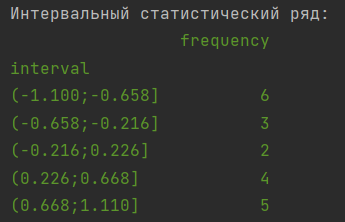 Интервальный статистический ряд:
frequency
interval
(-1.100;-0.658] 6
(-0.658;-0.216] 3
(-0.216;0.226] 2
(0.226;0.668] 4
(0.668;1.110] 5